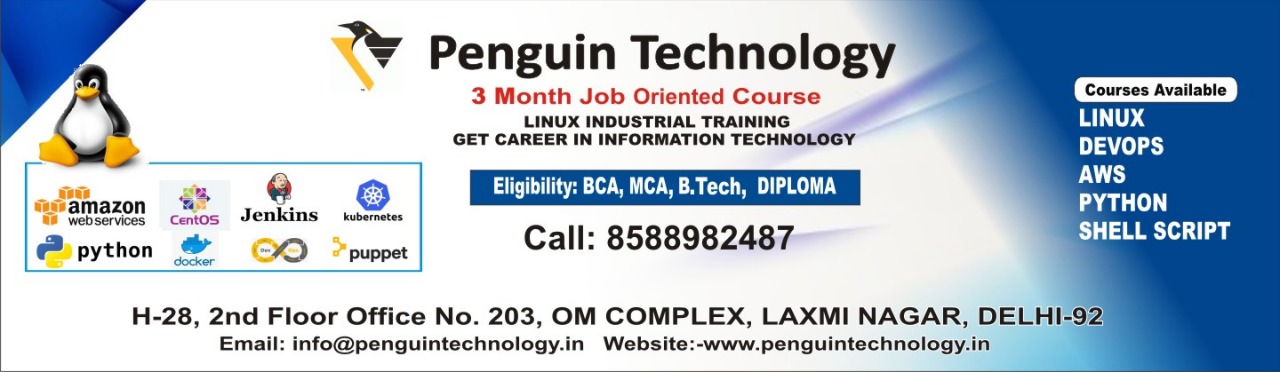 Penguin Technology
3 Month Job Oriented Course
LINUX INDUSTRIAL TRAINING
GET CAREER IN INFORMATION TECHNOLOGY
Eligibility: BCA, MCA, B.Tech, DIPLOMA
Call: 8588982487
amazon
webservices
CentOS
Jenkins
kubernetes
python
docker
puppet
Courses Available
LINUX
DEVOPS
AWS
PYTHON
SHELL SCRIPT
H-28, 2nd Floor Office No. 203, OM COMPLEX, LAXMI NAGAR, DELHI-92
Email: info@penguintechnology.in Website:-www.penguintechnology.in